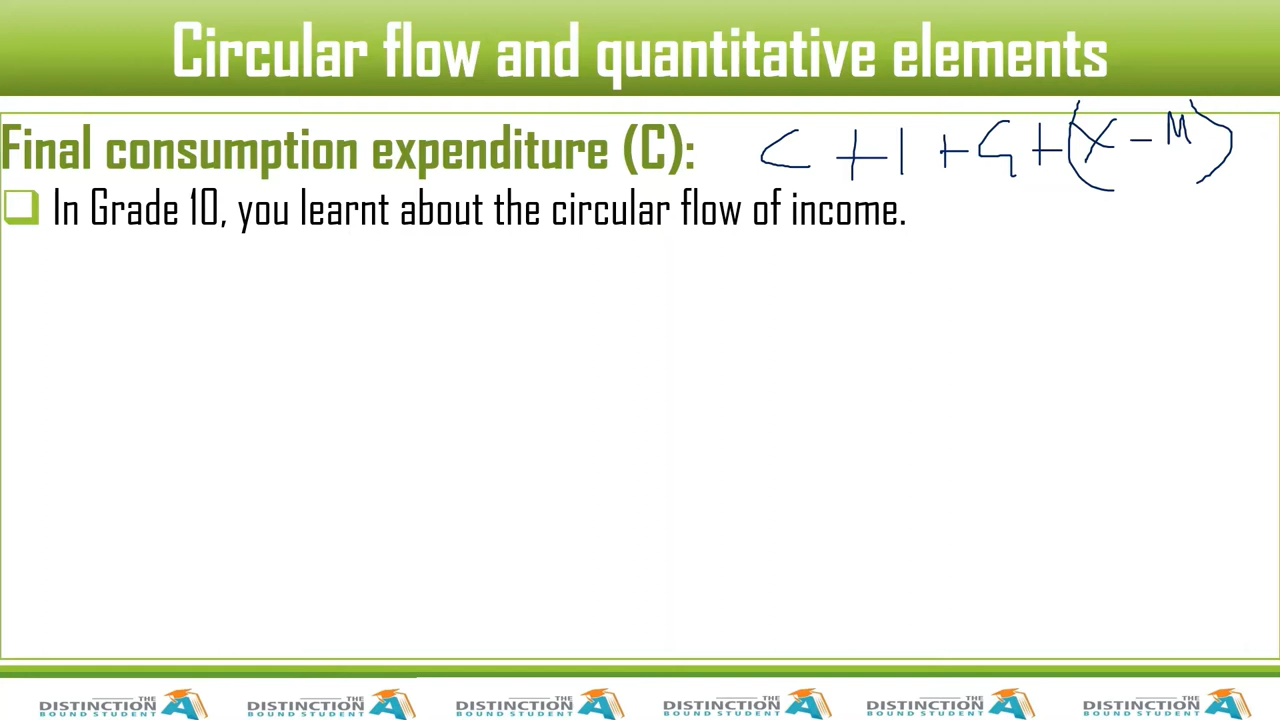 Circular flow and quantitative elements
Final consumption expenditure (C):
C + I + G + (X - M)
In Grade 10, you learnt about the circular flow of income.
THE DISTINCTION BOUND STUDENT A
THE DISTINCTION BOUND STUDENT A
THE DISTINCTION BOUND STUDENT A
THE DISTINCTION BOUND STUDENT A
THE DISTINCTION BOUND STUDENT A
THE DISTINCTION BOUND STUDENT A